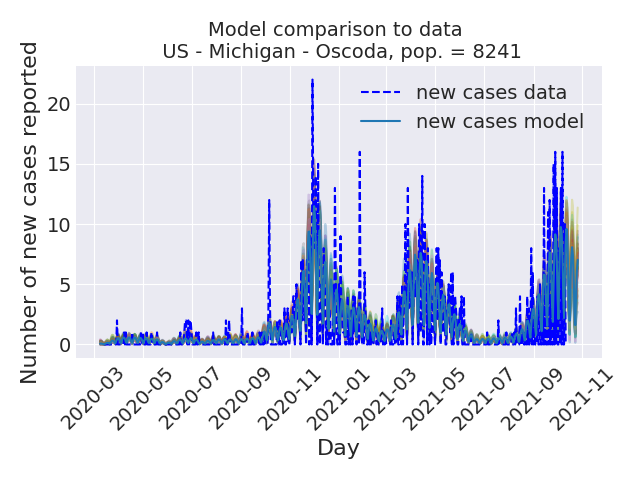 Model comparison to data
US - Michigan - Oscoda, pop. = 8241
Number of new cases reported
20
15
10
5
0
new cases data
new cases model
2020-03
2020-05
2020-07
2020-09
2020-11
2021-01
2021-03
2021-05
2021-07
2021-09
2021-11
Day